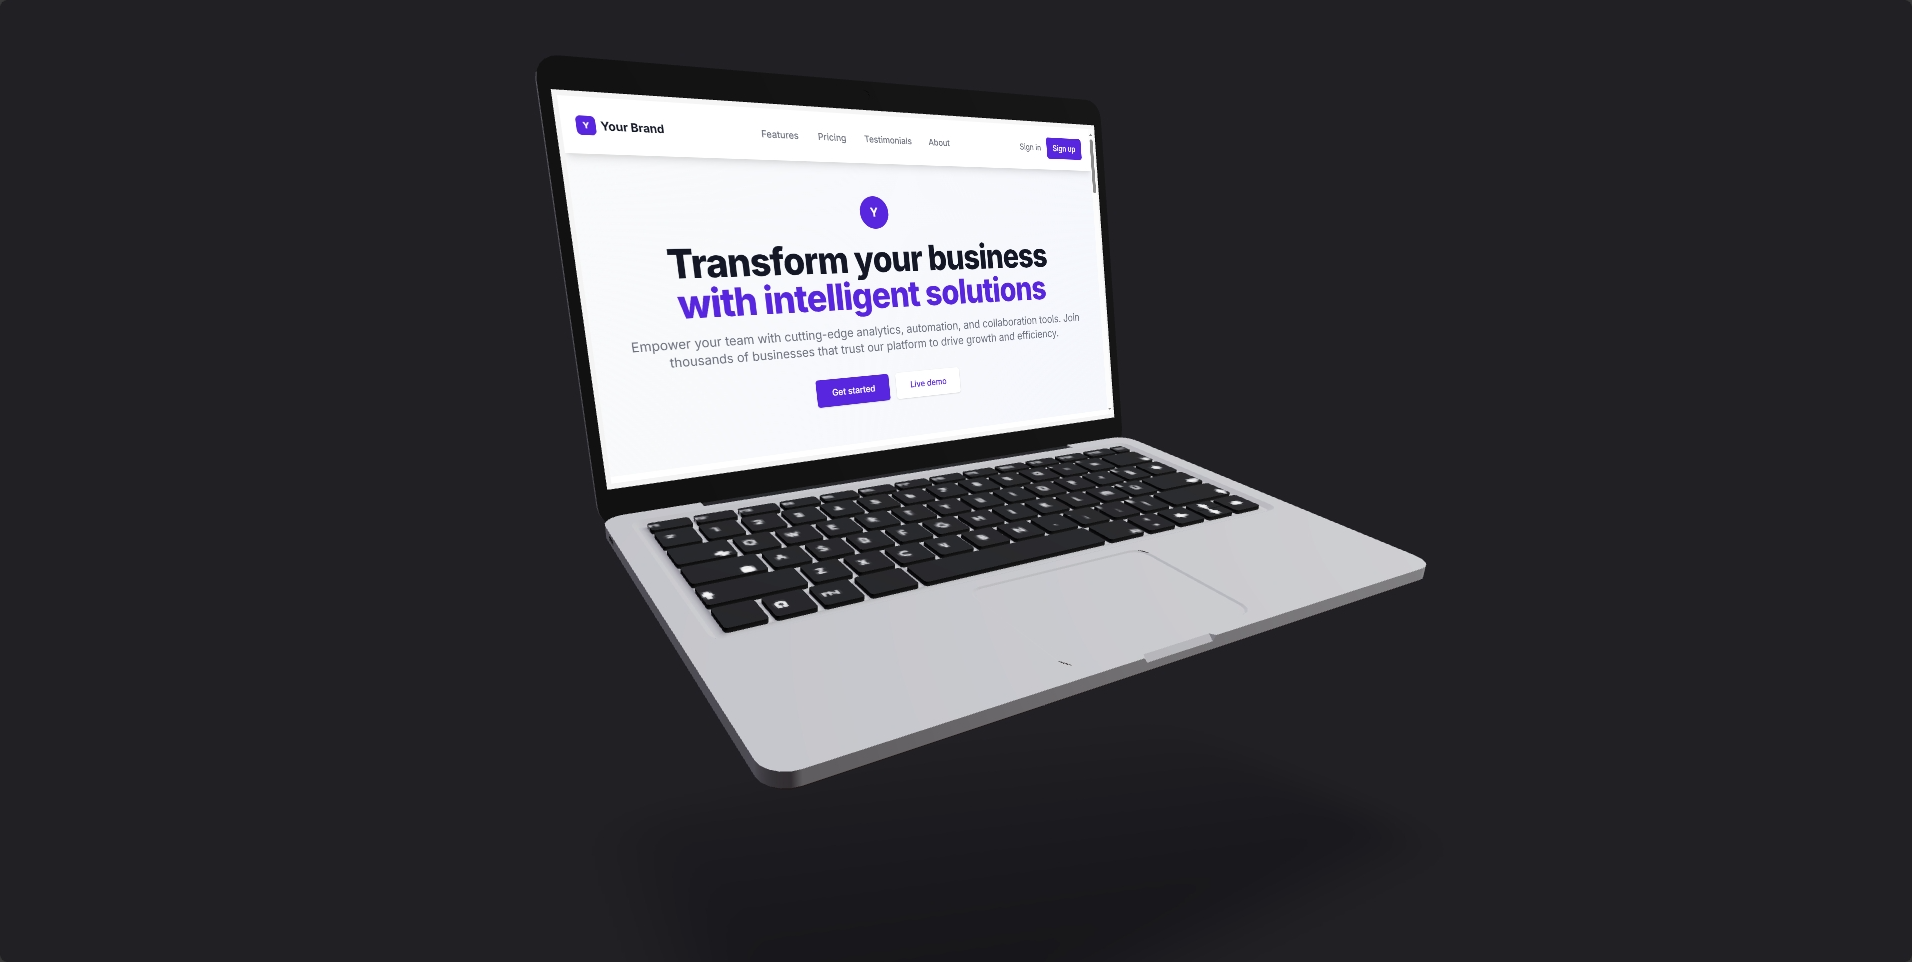 Y Your Brand
Features Pricing Testimonials About
Sign in Sign up
Y
Transform your business
with intelligent solutions
Empower your team with cutting-edge analytics, automation, and collaboration tools. Join
thousands of businesses that trust our platform to drive growth and efficiency.
Get started Live demo